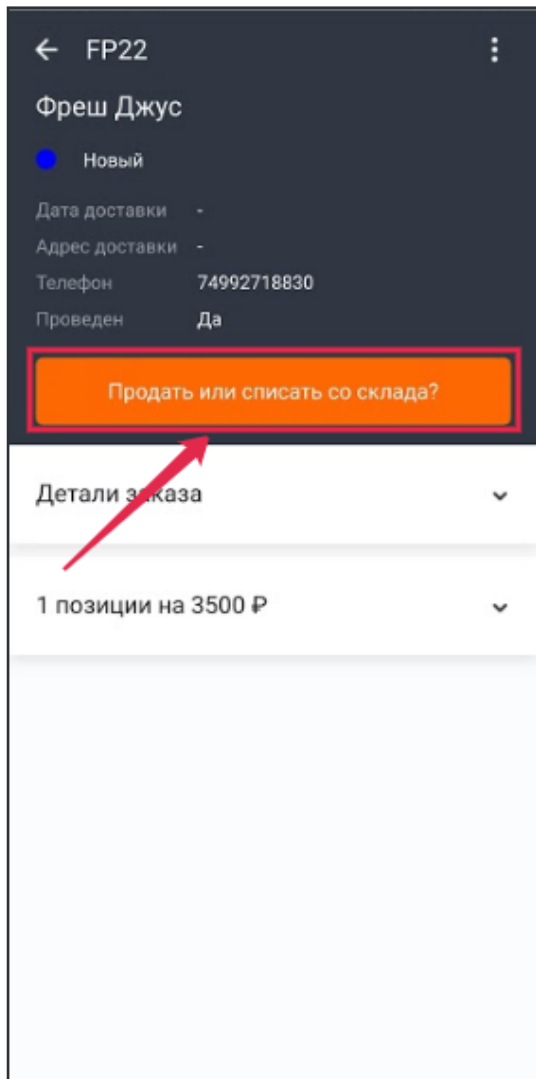 FP22
Фреш Джус
Новый
Дата доставки -
Адрес доставки -
Телефон 74992718830
Проведен Да
Продать или списать со склада?
Детали заказа
1 позиции на 3500 ₽